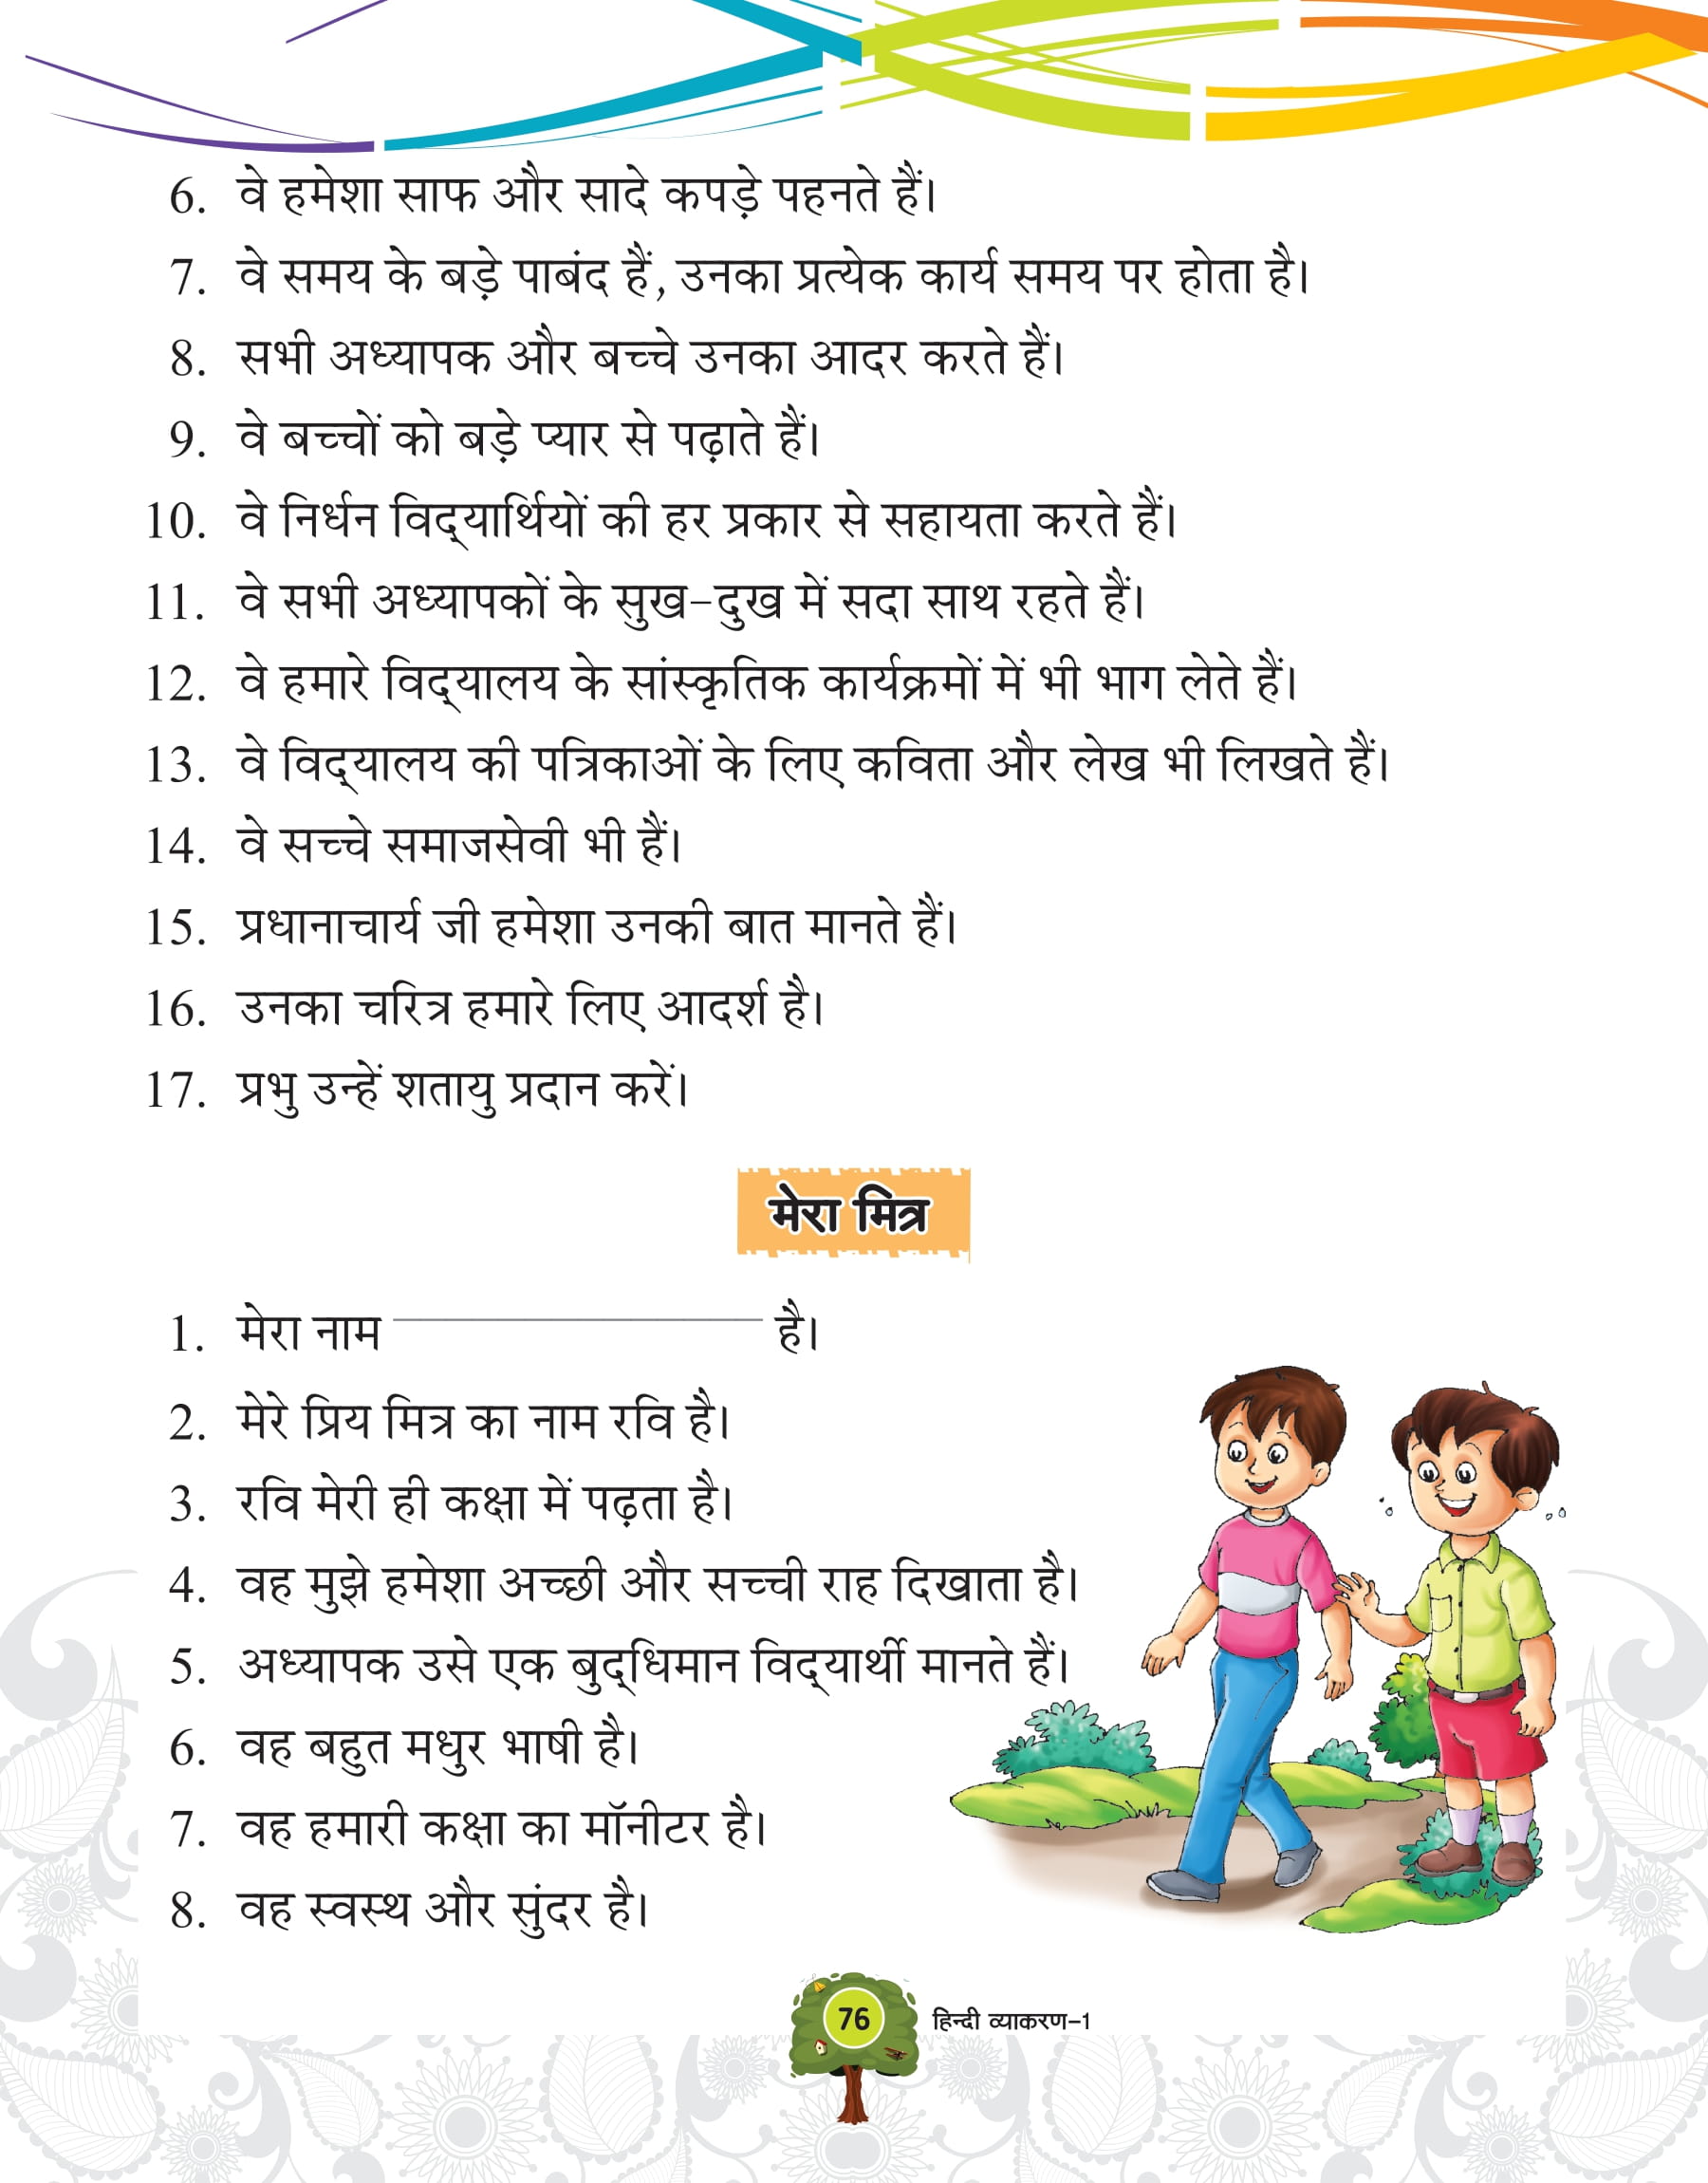 6. वे हमेशा साफ और सादे कपड़े पहनते हैं।
7. वे समय के बड़े पाबंद हैं, उनका प्रत्येक कार्य समय पर होता है।
8. सभी अध्यापक और बच्चे उनका आदर करते हैं।
9. वे बच्चों को बड़े प्यार से पढ़ाते हैं।
10. वे निर्धन विद्‌यार्थियों की हर प्रकार से सहायता करते हैं।
11. वे सभी अध्यापकों के सुख-दुख में सदा साथ रहते हैं।
12. वे हमारे विद्‌यालय के सांस्कृतिक कार्यक्रमों में भी भाग लेते हैं।
13. वे विद्‌यालय की पत्रिकाओं के लिए कविता और लेख भी लिखते हैं।
14. वे सच्चे समाजसेवी भी हैं।
15. प्रधानाचार्य जी हमेशा उनकी बात मानते हैं।
16. उनका चरित्र हमारे लिए आदर्श है।
17. प्रभु उन्हें शतायु प्रदान करें।
मेरा मित्र
1. मेरा नाम ____________ है।
2. मेरे प्रिय मित्र का नाम रवि है।
3. रवि मेरी ही कक्षा में पढ़ता है।
4. वह मुझे हमेशा अच्छी और सच्ची राह दिखाता है।
5. अध्यापक उसे एक बुद्‌धिमान विद्‌यार्थी मानते हैं।
6. वह बहुत मधुर भाषी है।
7. वह हमारी कक्षा का मॉनीटर है।
8. वह स्वस्थ और सुंदर है।
76 हिन्दी व्याकरण-1